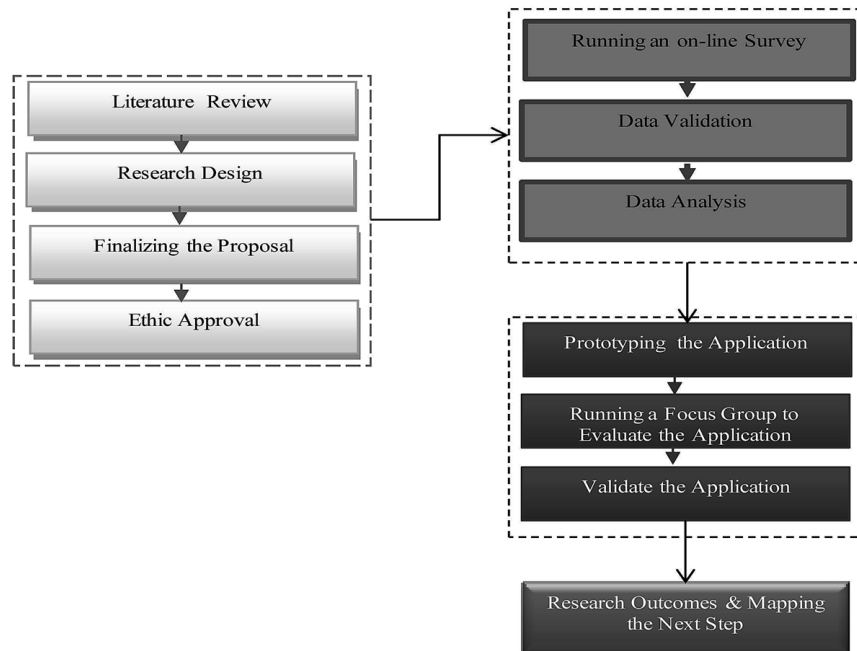 Literature Review
Research Design
Finalizing the Proposal
Ethic Approval
Running an on-line Survey
Data Validation
Data Analysis
Prototyping the Application
Running a Focus Group to
Evaluate the Application
Validate the Application
Research Outcomes & Mapping
the Next Step